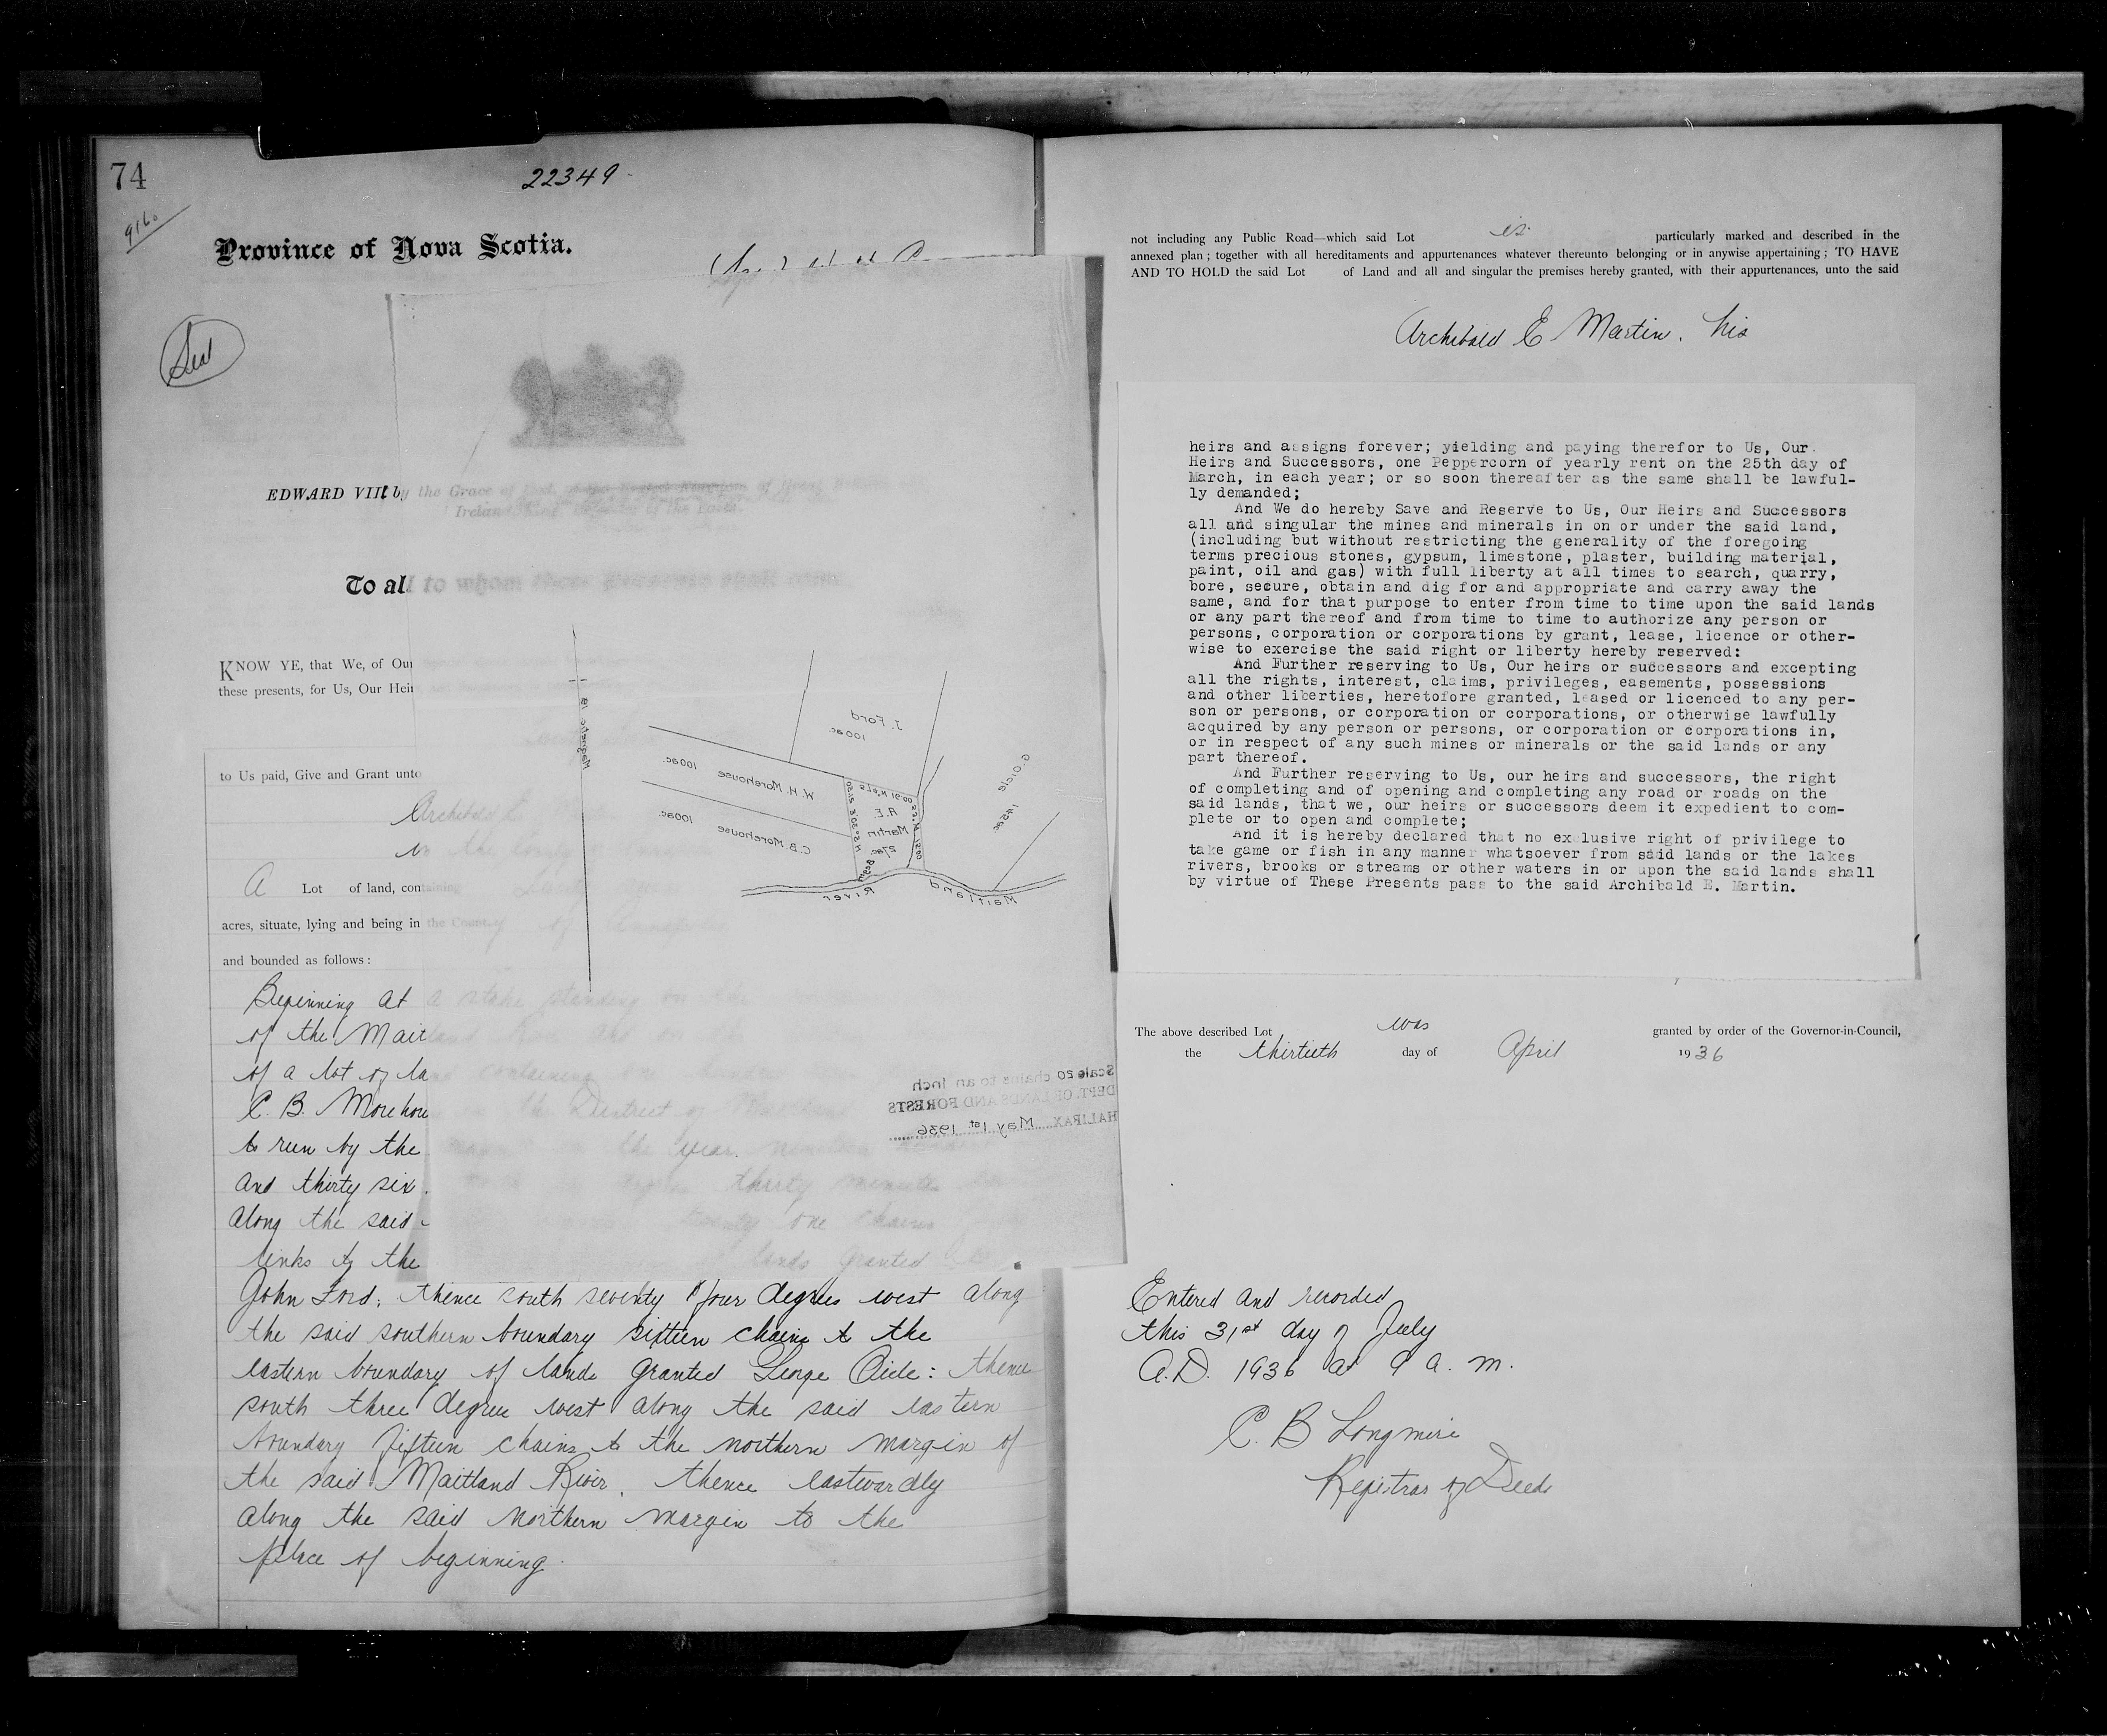 74
22349
Province of Nova Scotia.
Seal
EDWARD VIII by the Grace of God,
To all to whom these Presents shall come
KNOW YE, that We, of Our
these presents, for Us, Our Heir
to Us paid, Give and Grant unto
Archibald E.
in the County
A Lot of land, containing
acres, situate, lying and being in the County of Annapolis
and bounded as follows:
Beginning at a stake standing on the
of the Maitland River and on the
of a lot of land containing one hundred
C. B. Morehouse in the District of
to run by the the year nineteen
and thirty six thirty minutes
along the said twenty one chains
links to the lands granted
John Ford; thence south seventy four degrees west along
the said southern boundary sixteen chains to the
eastern boundary of lands granted George Oicle: thence
south three degrees west along the said eastern
boundary fifteen chains to the northern margin of
the said Maitland River, thence eastwardly
along the said northern margin to the
place of beginning.
Magnetic
J. Ford
100ac
G. Oicle
W. H. Morehouse 100ac.
C. B. Morehouse 100ac.
A.E.
Martin
27ac.
Maitland River
Scale 20 chains to an Inch
DEPT. OF LANDS AND FORESTS
HALIFAX May 1st 1936
not including any Public Road—which said Lot is particularly marked and described in the
annexed plan; together with all hereditaments and appurtenances whatever thereunto belonging or in anywise appertaining; TO HAVE
AND TO HOLD the said Lot of Land and all and singular the premises hereby granted, with their appurtenances, unto the said
Archibald E Martin, his
heirs and assigns forever; yielding and paying therefor to Us, Our
Heirs and Successors, one Peppercorn of yearly rent on the 25th day of
March, in each year; or so soon thereafter as the same shall be lawful-
ly demanded;
And We do hereby Save and Reserve to Us, Our Heirs and Successors
all and singular the mines and minerals in on or under the said land,
(including but without restricting the generality of the foregoing
terms precious stones, gypsum, limestone, plaster, building material,
paint, oil and gas) with full liberty at all times to search, quarry,
bore, secure, obtain and dig for and appropriate and carry away the
same, and for that purpose to enter from time to time upon the said lands
or any part thereof and from time to time to authorize any person or
persons, corporation or corporations by grant, lease, licence or other-
wise to exercise the said right or liberty hereby reserved:
And Further reserving to Us, Our heirs or successors and excepting
all the rights, interest, claims, privileges, easements, possessions
and other liberties, heretofore granted, leased or licenced to any per-
son or persons, or corporation or corporations, or otherwise lawfully
acquired by any person or persons, or corporation or corporations in,
or in respect of any such mines or minerals or the said lands or any
part thereof.
And Further reserving to Us, our heirs and successors, the right
of completing and of opening and completing any road or roads on the
said lands, that we, our heirs or successors deem it expedient to com-
plete or to open and complete;
And it is hereby declared that no exclusive right of privilege to
take game or fish in any manner whatsoever from said lands or the lakes
rivers, brooks or streams or other waters in or upon the said lands shall
by virtue of These Presents pass to the said Archibald E. Martin.
The above described Lot was granted by order of the Governor-in-Council,
the thirtieth day of April 1936
Entered and recorded
this 31st day of July
A.D. 1936 at 9 a.m.
C. B Longmire
Registrar of Deeds